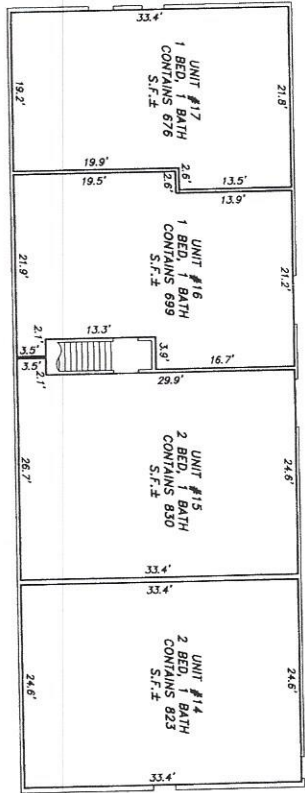 33.4'
UNIT #17
1 BED, 1 BATH
CONTAINS 676
S.F.±
21.8'
19.2'
19.9'
2.6'
13.5'
19.5'
2.6'
13.9'
UNIT #16
1 BED, 1 BATH
CONTAINS 699
S.F.±
21.2'
21.9'
13.3'
2.1'
3.9'
16.7'
3.5'
3.5'
2.1'
29.9'
UNIT #15
2 BED, 1 BATH
CONTAINS 830
S.F.±
24.6'
26.7'
33.4'
33.4'
UNIT #14
2 BED, 1 BATH
CONTAINS 823
S.F.±
24.6'
24.6'
33.4'